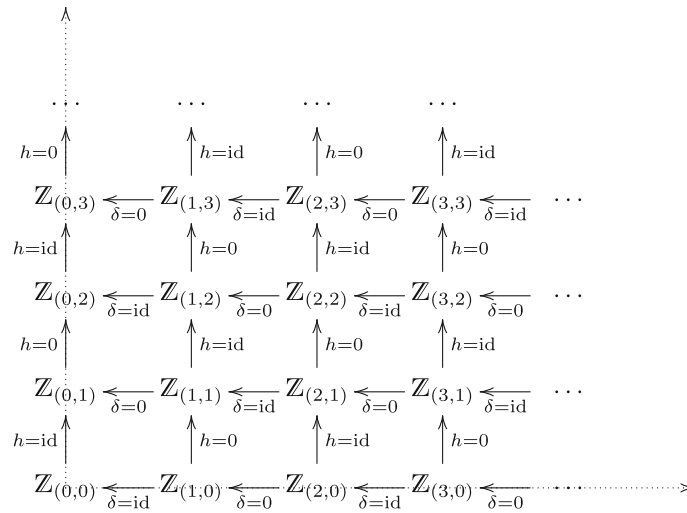 ⋯ ⋯ ⋯ ⋯
h=0 h=id h=0 h=id
ℤ(0,3) ℤ(1,3) ℤ(2,3) ℤ(3,3) ⋯
δ=0 δ=id δ=0 δ=id
h=id h=0 h=id h=0
ℤ(0,2) ℤ(1,2) ℤ(2,2) ℤ(3,2) ⋯
δ=id δ=0 δ=id δ=0
h=0 h=id h=0 h=id
ℤ(0,1) ℤ(1,1) ℤ(2,1) ℤ(3,1) ⋯
δ=0 δ=id δ=0 δ=id
h=id h=0 h=id h=0
ℤ(0,0) ℤ(1,0) ℤ(2,0) ℤ(3,0) ⋯
δ=id δ=0 δ=id δ=0